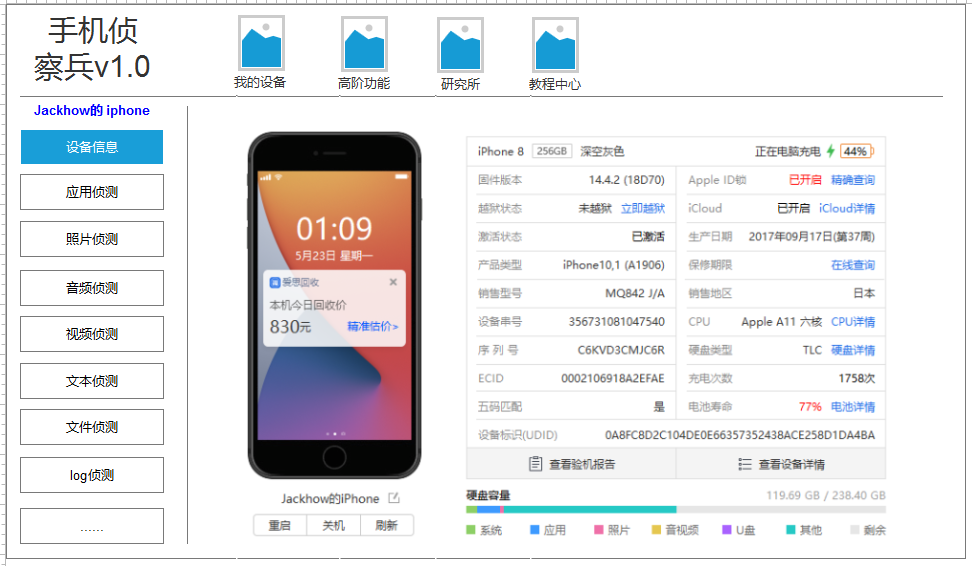 手机侦
察兵v1.0
我的设备
高阶功能
研究所
教程中心
Jackhow的 iphone
设备信息
应用侦测
照片侦测
音频侦测
视频侦测
文本侦测
文件侦测
log侦测
......
01:09
5月23日 星期一
爱思回收
本机今日回收价
830元 精准估价>
Jackhow的iPhone
重启 关机 刷新
iPhone 8 256GB 深空灰色 正在电脑充电 44%
固件版本 14.4.2 (18D70) Apple ID锁 已开启 精确查询
越狱状态 未越狱 立即越狱 iCloud 已开启 iCloud详情
激活状态 已激活 生产日期 2017年09月17日(第37周)
产品类型 iPhone10,1 (A1906) 保修期限 在线查询
销售型号 MQ842 J/A 销售地区 日本
设备串号 356731081047540 CPU Apple A11 六核 CPU详情
序 列 号 C6KVD3CMJC6R 硬盘类型 TLC 硬盘详情
ECID 0002106918A2EFAE 充电次数 1758次
五码匹配 是 电池寿命 77% 电池详情
设备标识(UDID) 0A8FC8D2C104DE0E66357352438ACE258D1DA4BA
查看验机报告 查看设备详情
硬盘容量 119.69 GB / 238.40 GB
系统 应用 照片 音视频 U盘 其他 剩余